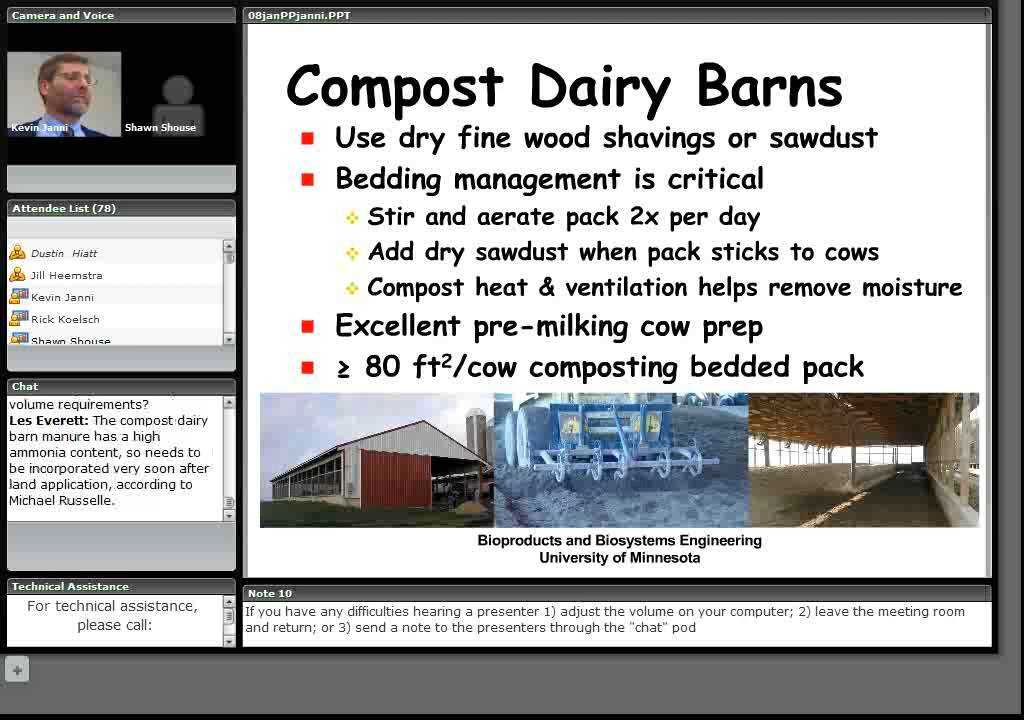 Camera and Voice
Kevin Janni
Shawn Shouse
Attendee List (78)
Dustin Hiatt
Jill Heemstra
Kevin Janni
Rick Koelsch
Shawn Shouse
Chat
volume requirements?
Les Everett: The compost dairy
barn manure has a high
ammonia content, so needs to
be incorporated very soon after
land application, according to
Michael Russelle.
Technical Assistance
For technical assistance,
please call:
08janPPjanni.PPT
Compost Dairy Barns
Use dry fine wood shavings or sawdust
Bedding management is critical
Stir and aerate pack 2x per day
Add dry sawdust when pack sticks to cows
Compost heat & ventilation helps remove moisture
Excellent pre-milking cow prep
≥ 80 ft²/cow composting bedded pack
Bioproducts and Biosystems Engineering
University of Minnesota
Note 10
If you have any difficulties hearing a presenter 1) adjust the volume on your computer; 2) leave the meeting room
and return; or 3) send a note to the presenters through the "chat" pod